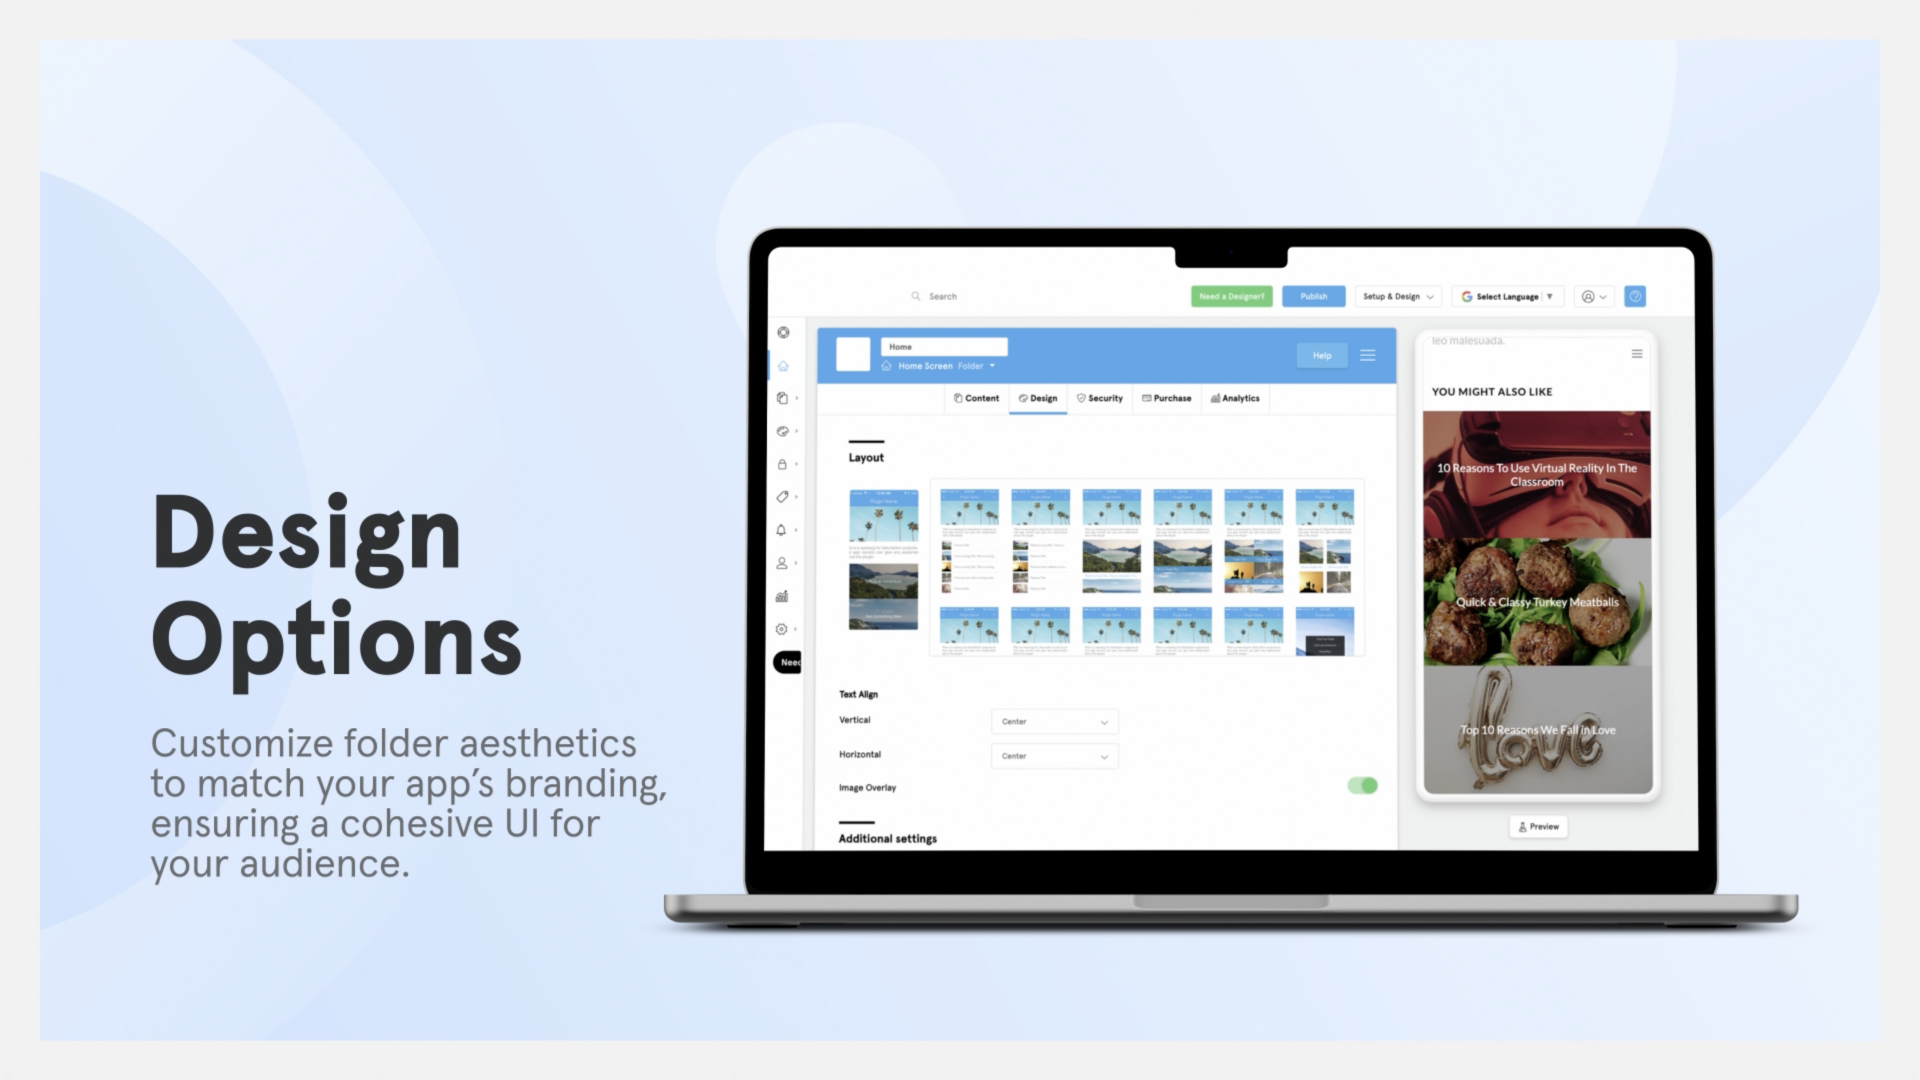 Design
Options
Customize folder aesthetics
to match your app's branding,
ensuring a cohesive UI for
your audience.
Search
Need a Designer?
Publish
Setup & Design
Select Language
Home
Home Screen Folder
Help
Content
Design
Security
Purchase
Analytics
Layout
Text Align
Vertical
Center
Horizontal
Center
Image Overlay
Additional settings
Need
leo malesuada.
YOU MIGHT ALSO LIKE
10 Reasons To Use Virtual Reality In The
Classroom
Quick & Classy Turkey Meatballs
Top 10 Reasons We Fall in Love
love
Preview